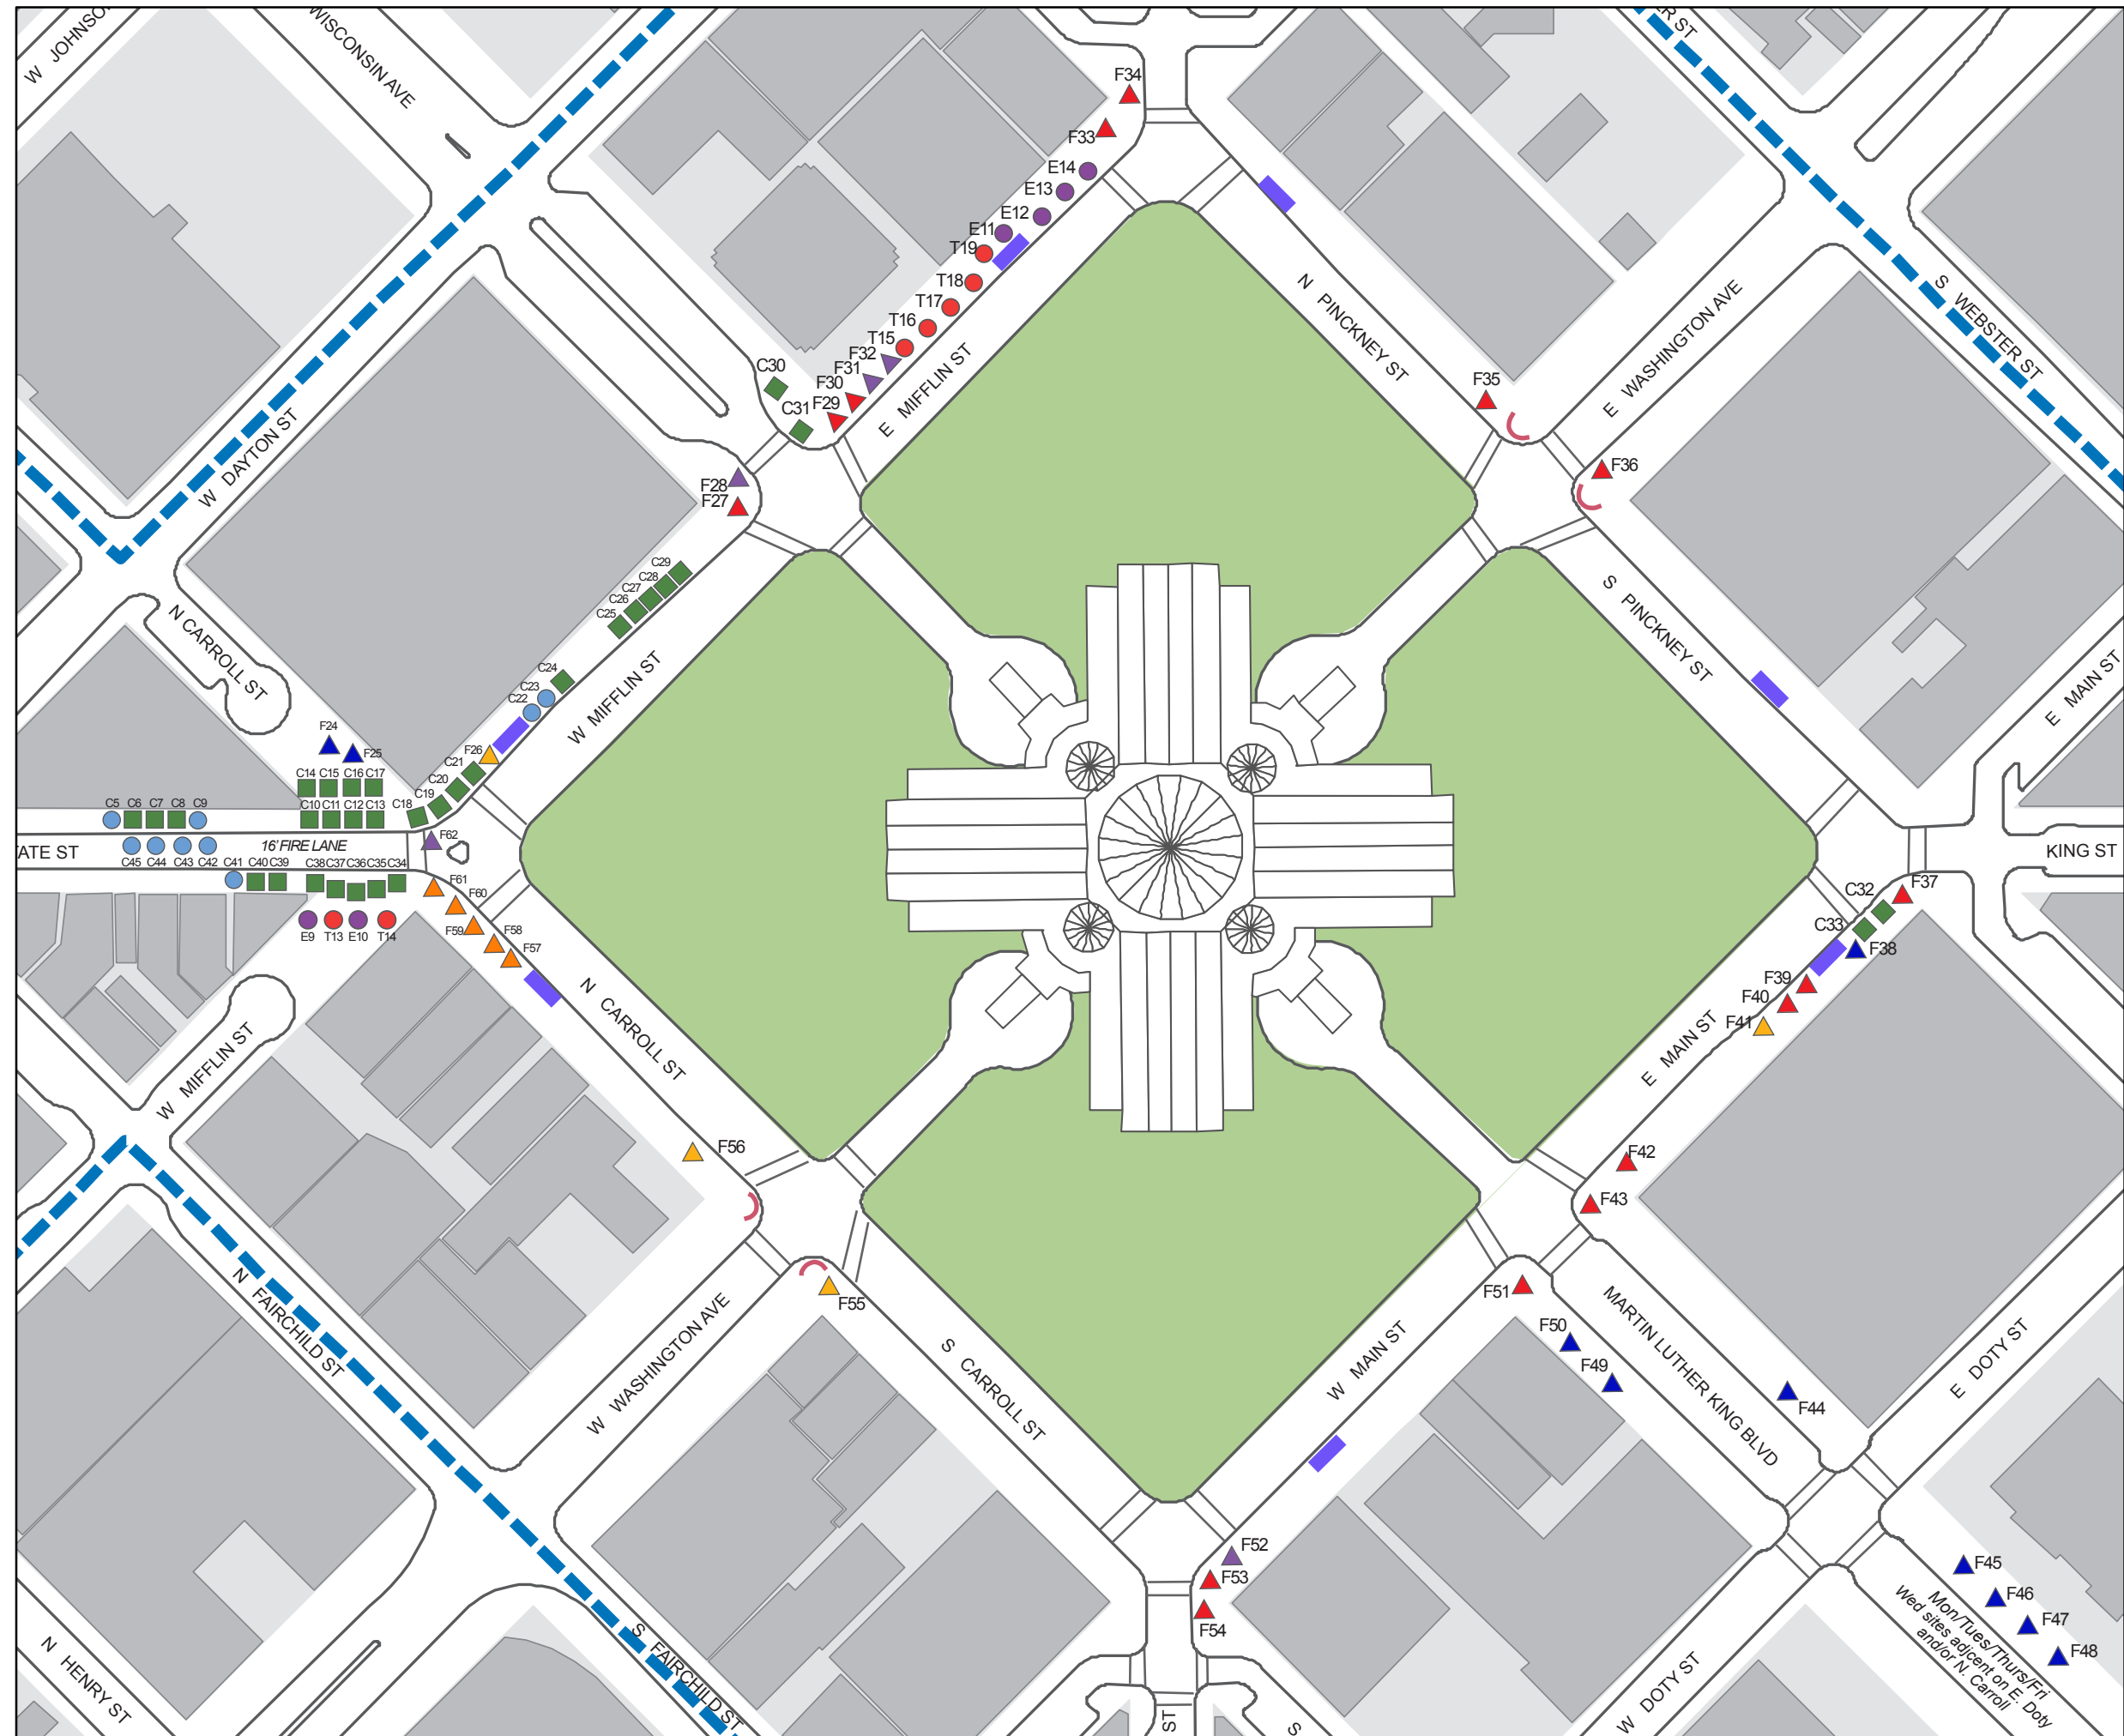 W JOHNSO
WISCONSIN AVE
ER ST
F34
F33
E14
E13
E12
E11
T19
T18
T17
T16
T15
F32
F31
F30
F29
C30
C31
N PINCKNEY ST
S WEBSTER ST
E WASHINGTON AVE
E MIFFLIN ST
F35
F36
W DAYTON ST
F28
F27
C29
C28
C27
C26
C25
S PINCKNEY ST
N CARROLL ST
C24
C23
C22
W MIFFLIN ST
E MAIN ST
F24
F25
F26
C21
C20
C19
C18
C14 C15 C16 C17
C5 C6 C7 C8 C9
C10 C11 C12 C13
F62
ATE ST
16' FIRE LANE
KING ST
C45 C44 C43 C42 C41 C40 C39 C38 C37 C36 C35 C34
F61
F60
F59
F58
F57
E9 T13 E10 T14
C32
F37
C33
F38
F39
F40
F41
N CARROLL ST
W MIFFLIN ST
E MAIN ST
F56
F42
F43
F55
F51
F50
F49
F44
N FAIRCHILD ST
W WASHINGTON AVE
S CARROLL ST
W MAIN ST
MARTIN LUTHER KING BLVD
E DOTY ST
F52
F53
F54
F45
F46
F47
F48
Mon/Tues/Thurs/Fri
Wed sites adjcent on E. Doty
and/or N. Carroll
N HENRY ST
S FAIRCHILD ST
W DOTY ST
ST
S